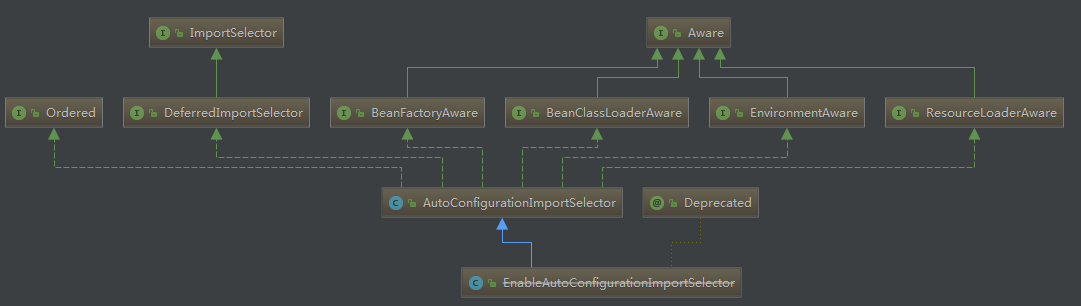 I ImportSelector
I Aware
I Ordered
I DeferredImportSelector
I BeanFactoryAware
I BeanClassLoaderAware
I EnvironmentAware
I ResourceLoaderAware
C AutoConfigurationImportSelector
@ Deprecated
C EnableAutoConfigurationImportSelector